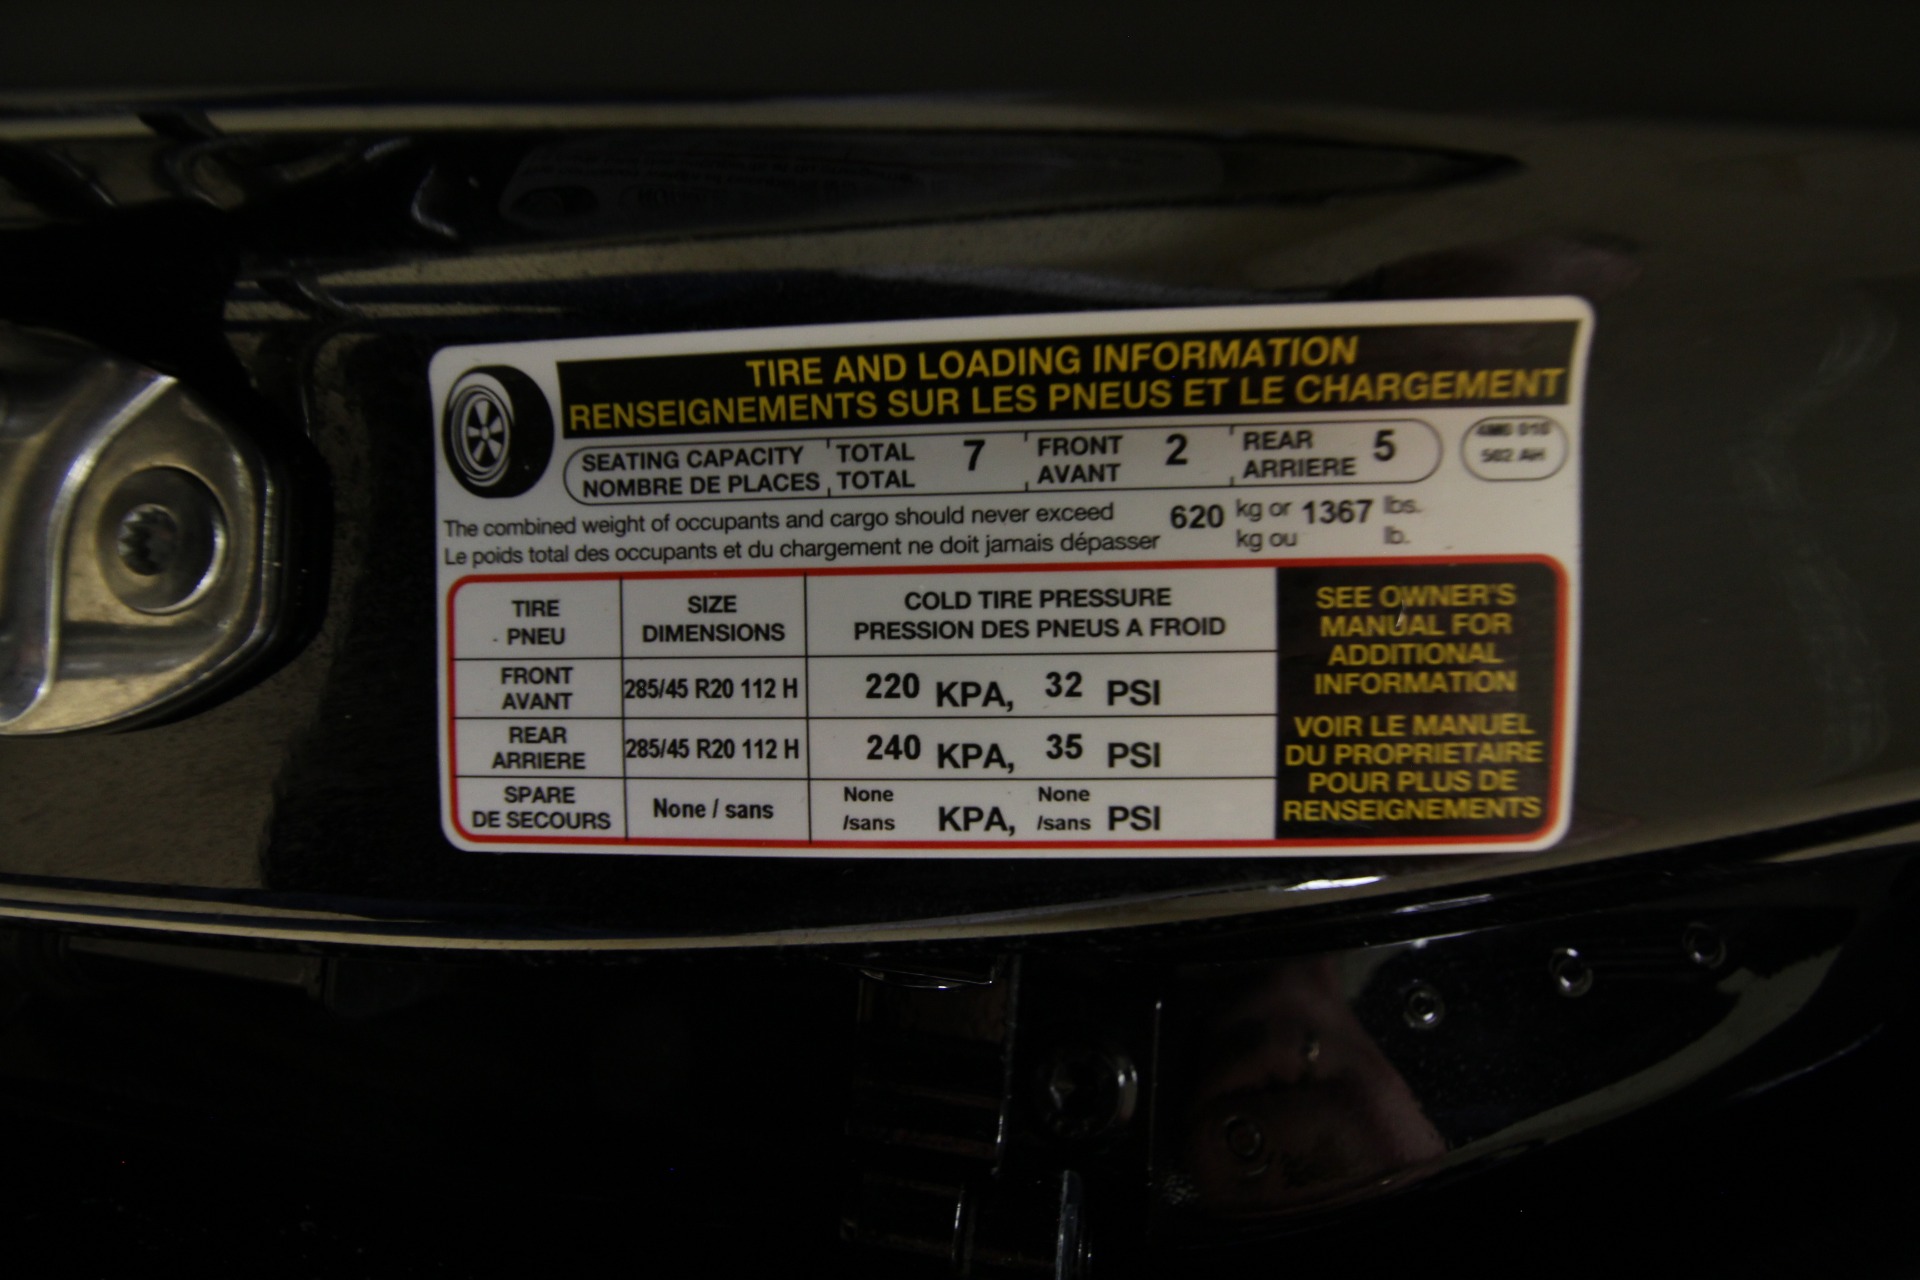 TIRE AND LOADING INFORMATION
RENSEIGNEMENTS SUR LES PNEUS ET LE CHARGEMENT
SEATING CAPACITY TOTAL 7 FRONT 2 REAR 5
NOMBRE DE PLACES TOTAL AVANT ARRIERE
502 AH
The combined weight of occupants and cargo should never exceed 620 kg or 1367 lbs.
Le poids total des occupants et du chargement ne doit jamais dépasser kg ou lb.
TIRE SIZE COLD TIRE PRESSURE
PNEU DIMENSIONS PRESSION DES PNEUS A FROID
FRONT
AVANT 285/45 R20 112 H 220 KPA, 32 PSI
REAR
ARRIERE 285/45 R20 112 H 240 KPA, 35 PSI
SPARE None / sans None KPA, None PSI
DE SECOURS /sans /sans
SEE OWNER'S
MANUAL FOR
ADDITIONAL
INFORMATION
VOIR LE MANUEL
DU PROPRIETAIRE
POUR PLUS DE
RENSEIGNEMENTS